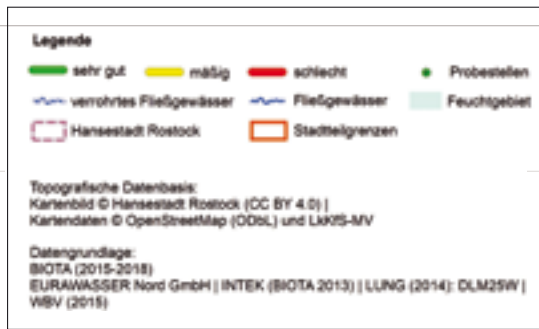 Legende
sehr gut mäßig schlecht Probestellen
verrohrtes Fließgewässer Fließgewässer Feuchtgebiet
Hansestadt Rostock Stadtteilgrenzen
Topografische Datenbasis:
Kartenbild © Hansestadt Rostock (CC BY 4.0) |
Kartendaten © OpenStreetMap (ODbL) und LkKfS-MV
Datengrundlage:
BIOTA (2015-2018)
EURAWASSER Nord GmbH | INTEK (BIOTA 2013) | LUNG (2014): DLM25W |
WBV (2015)